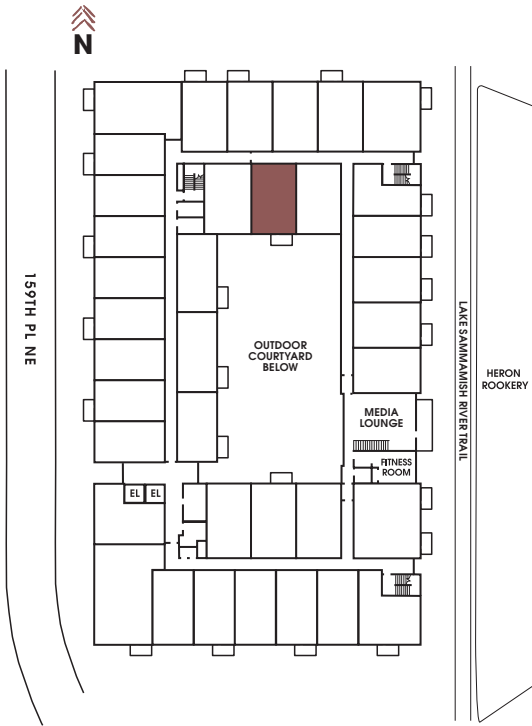 N
159TH PL NE
OUTDOOR
COURTYARD
BELOW
LAKE SAMMAMISH RIVER TRAIL
HERON
ROOKERY
MEDIA
LOUNGE
FITNESS
ROOM
EL EL